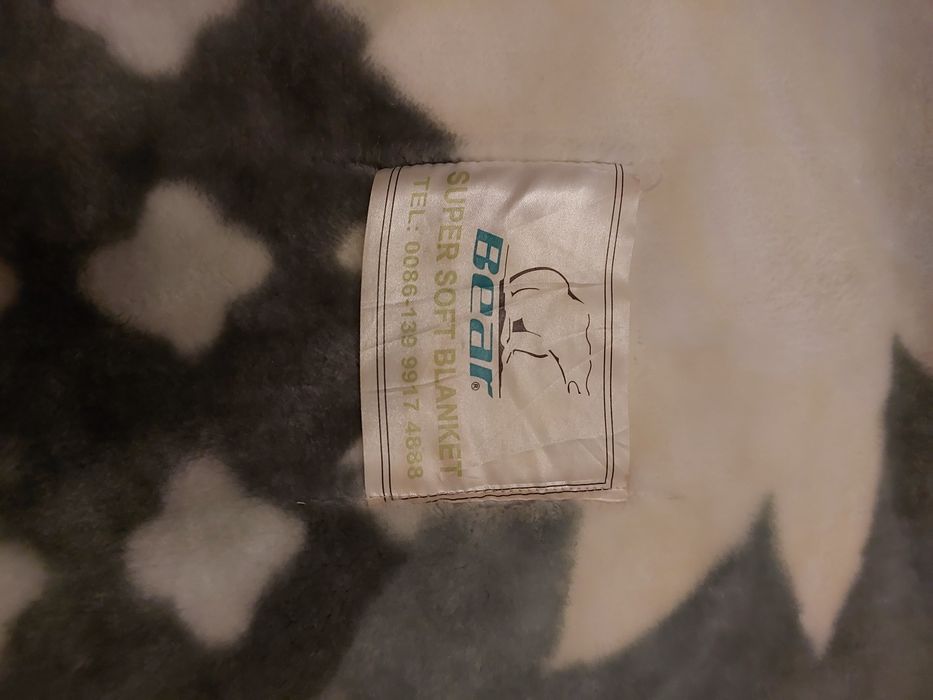 Bear®
SUPER SOFT BLANKET
TEL: 0086-139 9917 4888